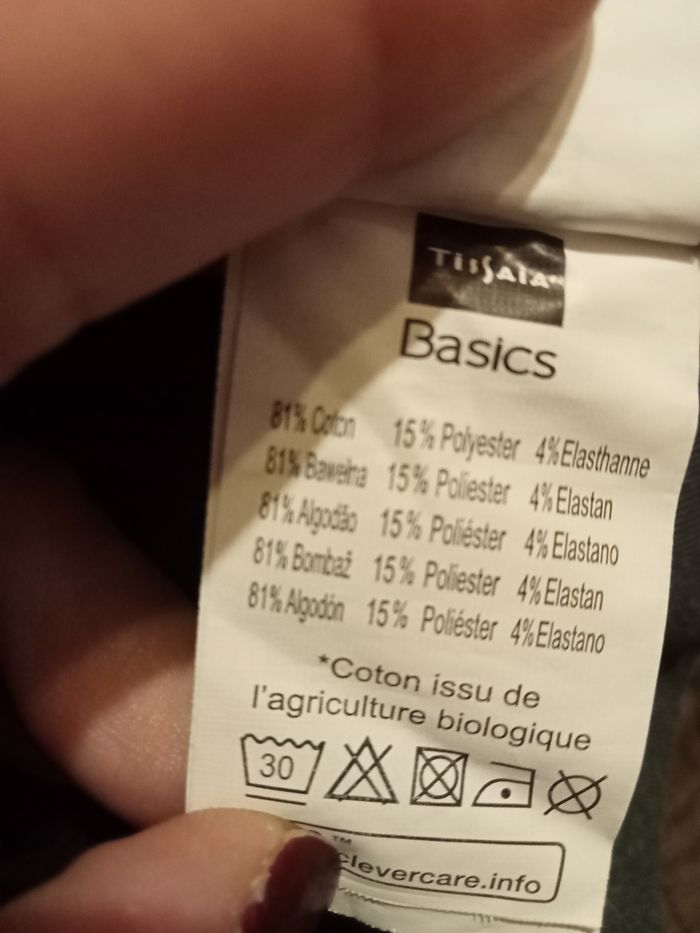 TISSAIA
Basics
81% Coton 15% Polyester 4% Elasthanne
81% Bawełna 15% Poliester 4% Elastan
81% Algodão 15% Poliéster 4% Elastano
81% Bombaž 15% Poliester 4% Elastan
81% Algodón 15% Poliéster 4% Elastano
*Coton issu de
l'agriculture biologique
30
™
clevercare.info